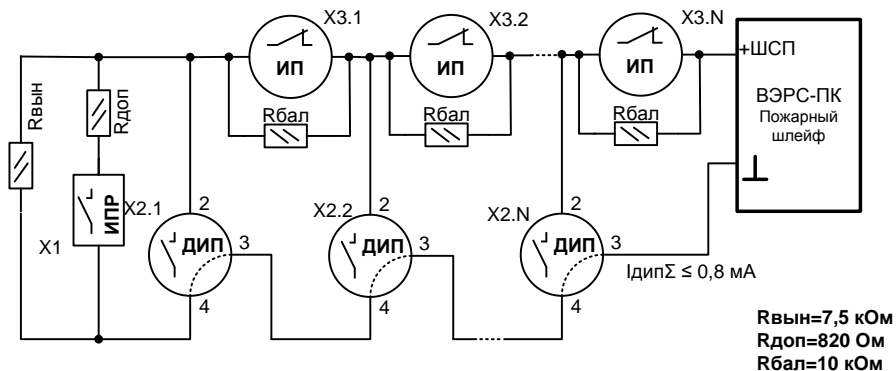 X3.1
X3.2
X3.N
ИП
ИП
ИП
Rбал
Rбал
Rбал
+ШСП
ВЭРС-ПК
Пожарный
шлейф
Rвын
Rдоп
ИПР
X1
X2.1
X2.2
X2.N
2
2
2
ДИП
ДИП
ДИП
3
3
3
4
4
4
IдипΣ ≤ 0,8 мА
Rвын=7,5 кОм
Rдоп=820 Ом
Rбал=10 кОм